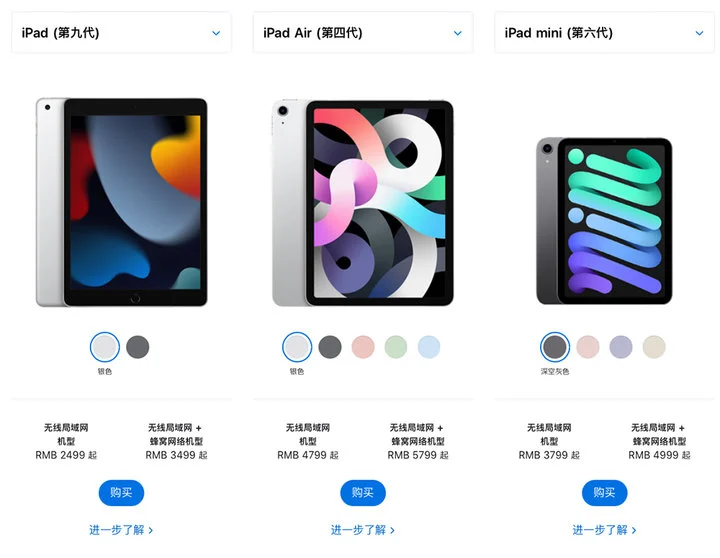 iPad (第九代)
iPad Air (第四代)
iPad mini (第六代)
银色
银色
深空灰色
无线局域网
机型
RMB 2499 起
无线局域网 +
蜂窝网络机型
RMB 3499 起
无线局域网
机型
RMB 4799 起
无线局域网 +
蜂窝网络机型
RMB 5799 起
无线局域网
机型
RMB 3799 起
无线局域网 +
蜂窝网络机型
RMB 4999 起
购买
购买
购买
进一步了解 >
进一步了解 >
进一步了解 >